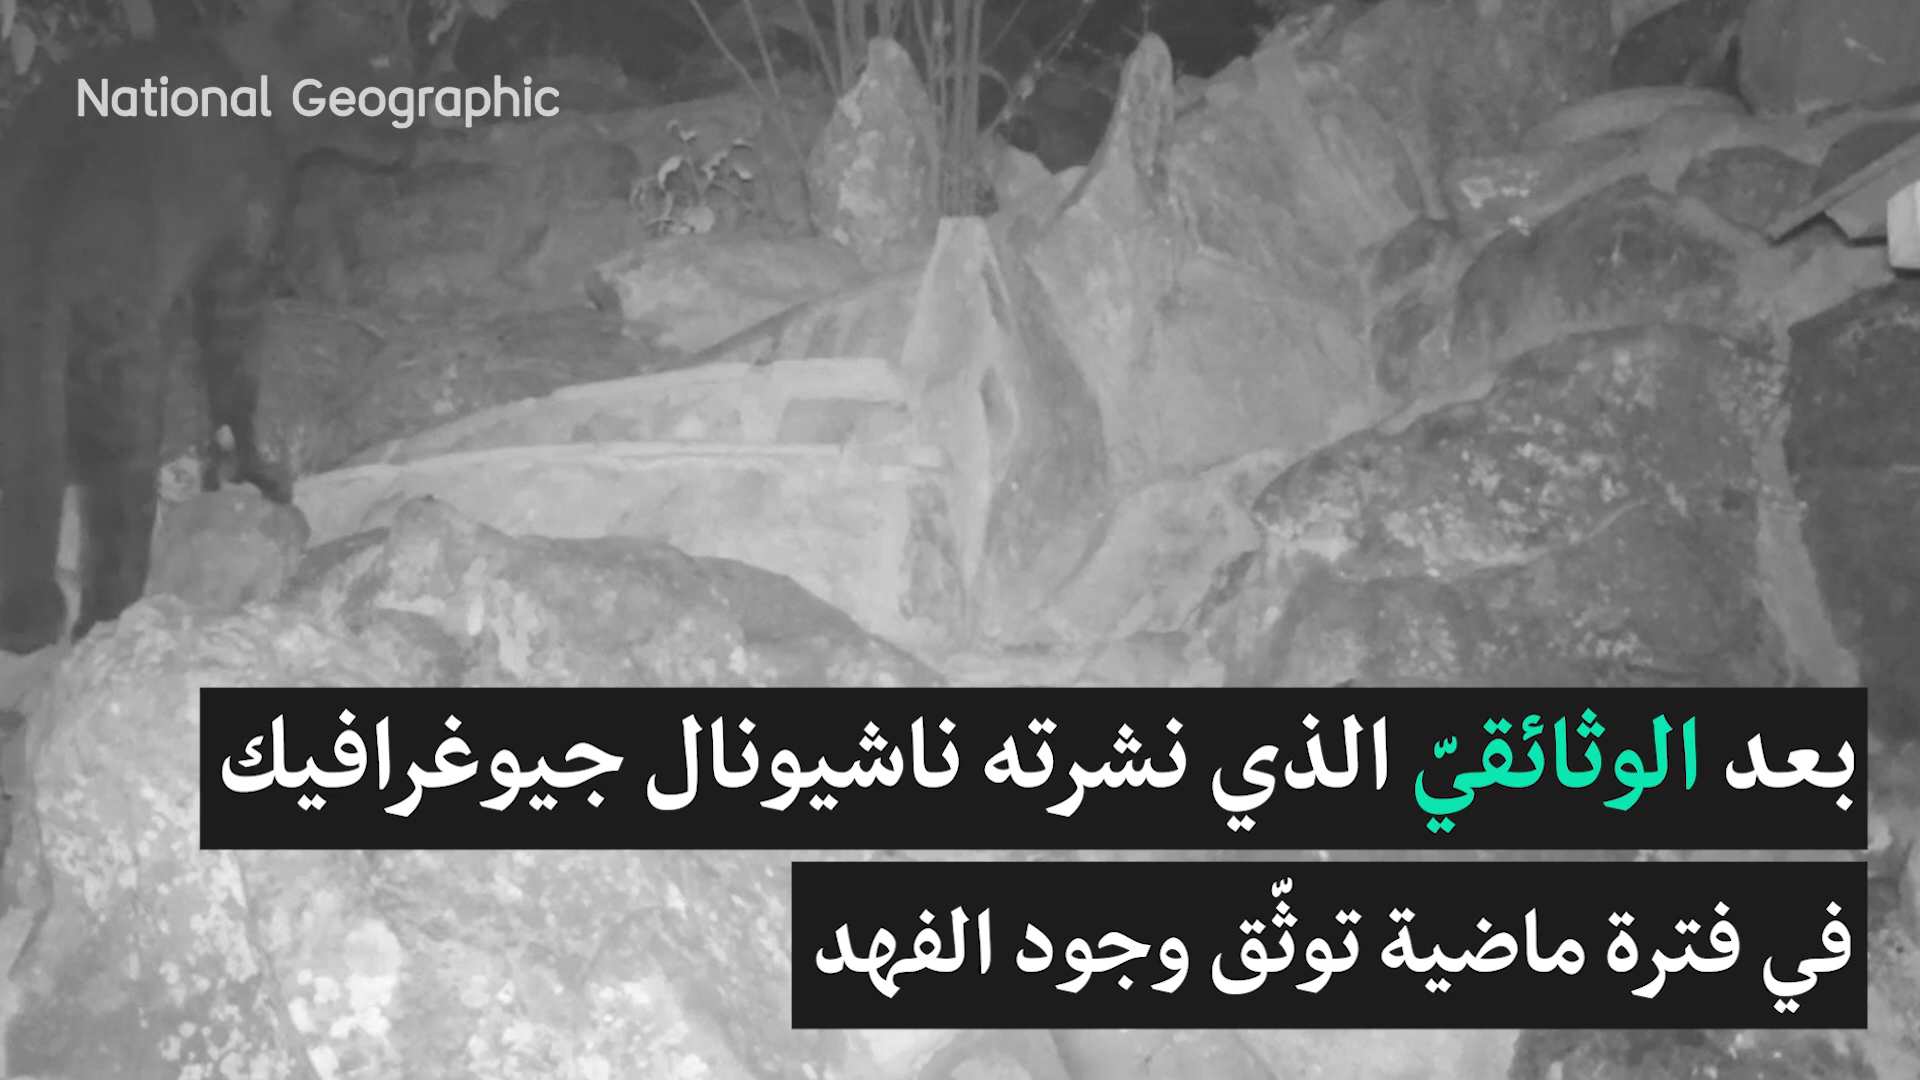 National Geographic
بعد الوثائقيّ الذي نشرته ناشيونال جيوغرافيك
في فترة ماضية توثّق وجود الفهد